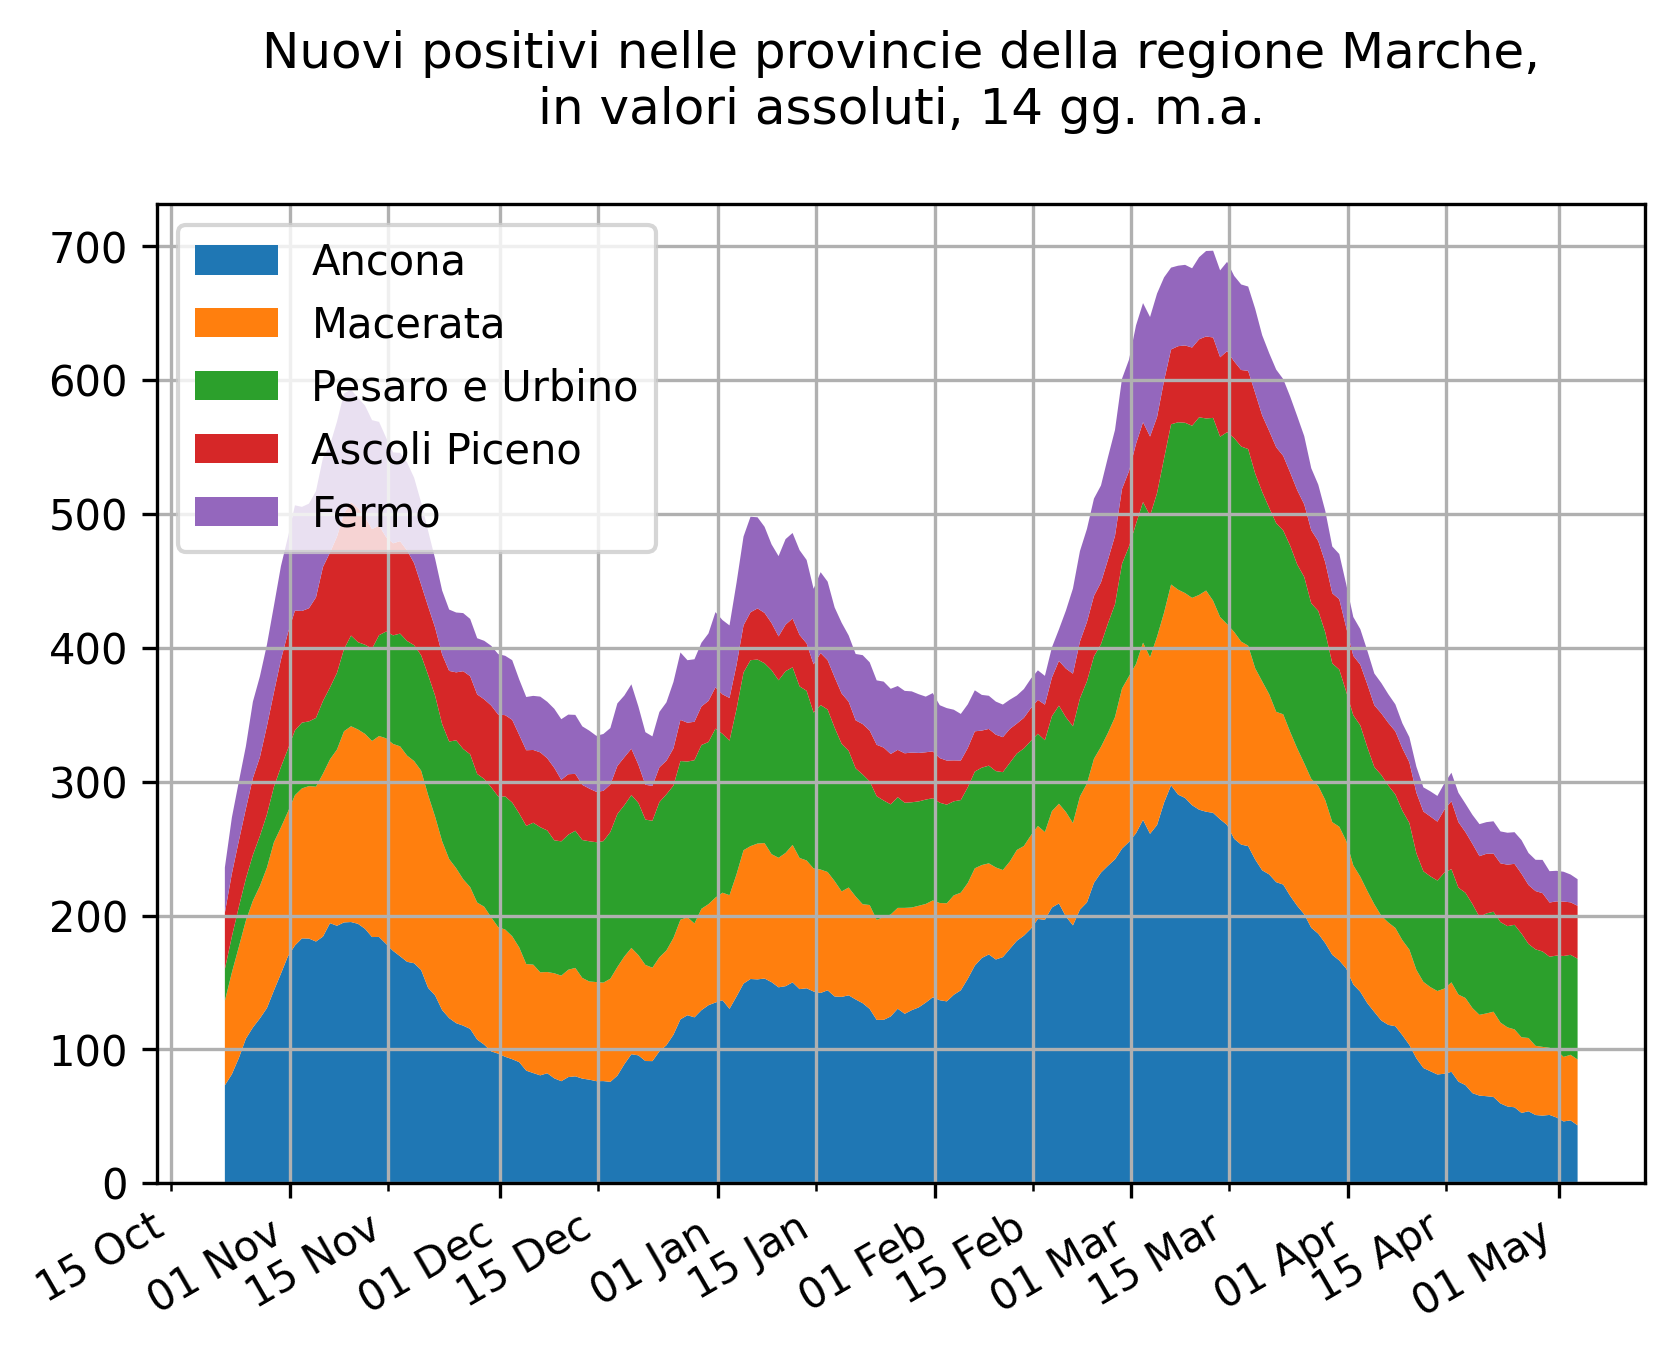 Nuovi positivi nelle provincie della regione Marche,
in valori assoluti, 14 gg. m.a.
700
600
500
400
300
200
100
0
Ancona
Macerata
Pesaro e Urbino
Ascoli Piceno
Fermo
15 Oct
01 Nov
15 Nov
01 Dec
15 Dec
01 Jan
15 Jan
01 Feb
15 Feb
01 Mar
15 Mar
01 Apr
15 Apr
01 May